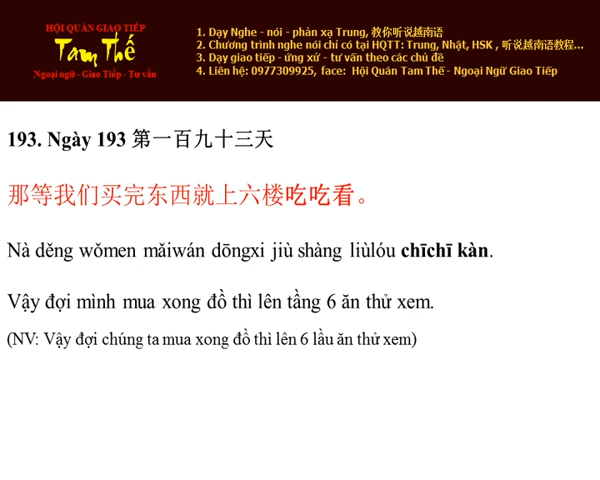 HỘI QUÁN GIAO TIẾP
Tam Thế
Ngoại ngữ - Giao Tiếp - Tư vấn
1. Dạy Nghe - nói - phản xạ Trung, 教你听说越南语
2. Chương trình nghe nói chỉ có tại HQTT: Trung, Nhật, HSK , 听说越南语教程...
3. Dạy giao tiếp - ứng xử - tư vấn theo các chủ đề
4. Liên hệ: 0977309925, face: Hội Quán Tam Thế - Ngoại Ngữ Giao Tiếp
193. Ngày 193 第一百九十三天
那等我们买完东西就上六楼吃吃看。
Nà děng wǒmen mǎiwán dōngxi jiù shàng liùlóu chīchī kàn.
Vậy đợi mình mua xong đồ thì lên tầng 6 ăn thử xem.
(NV: Vậy đợi chúng ta mua xong đồ thì lên 6 lầu ăn thử xem)